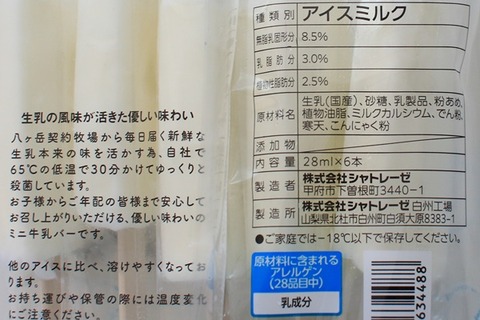 生乳の風味が活きた優しい味わい
八ヶ岳契約牧場から毎日届く新鮮な
生乳本来の味を活かす為、自社で
65℃の低温で30分かけてゆっくりと
殺菌しています。
お子様からご年配の皆様まで安心して
お召し上がりいただける、優しい味わいの
ミニ牛乳バーです。
他のアイスに比べ、溶けやすくなってお
ります。
お持ち運びや保管の際には温度変化
にご注意ください。
種類別 アイスミルク
無脂乳固形分 8.5%
乳脂肪分 3.0%
植物性脂肪分 2.5%
原材料名 生乳(国産)、砂糖、乳製品、粉あめ、
植物油脂、ミルクカルシウム、でん粉、
寒天、こんにゃく粉
添加物
内容量 28ml×6本
製造者 株式会社シャトレーゼ
甲府市下曽根町3440-1
製造所 株式会社シャトレーゼ 白州工場
山梨県北杜市白州町白須大原8383-1
●ご家庭では−18℃以下で保存してください。
原材料に含まれる
アレルゲン
(28品目中)
乳成分
634488